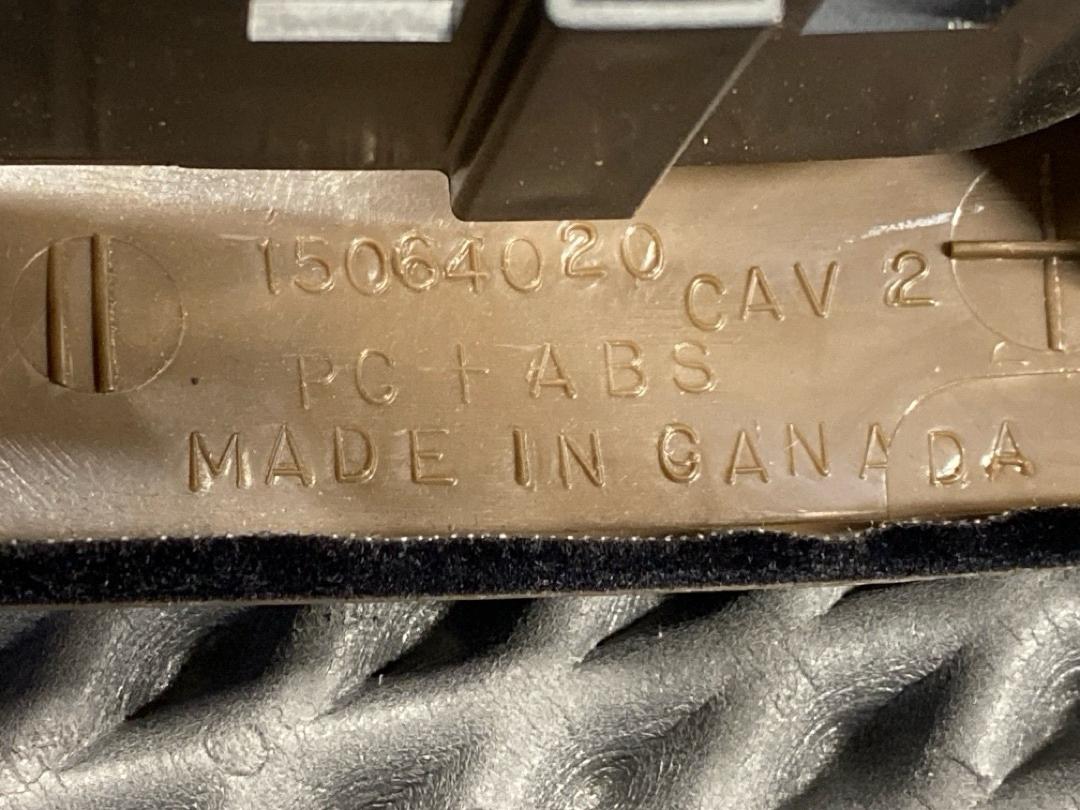 15064020 CAV 2
PC + ABS
MADE IN CANADA